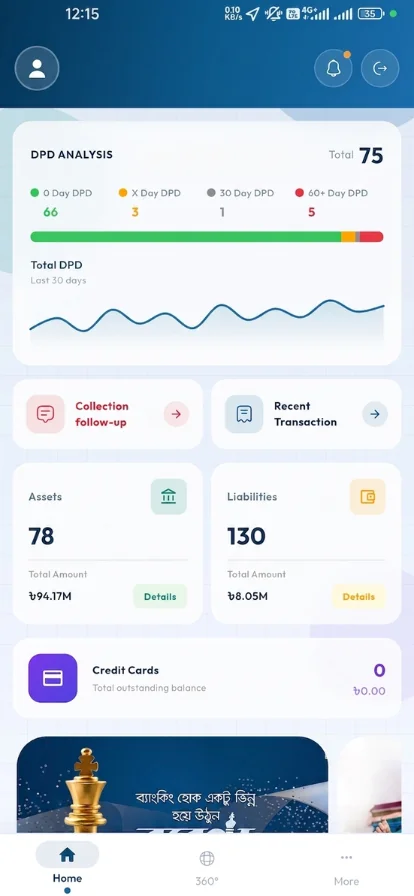 12:15
0.10
KB/s
4G+
35
DPD ANALYSIS
Total 75
0 Day DPD X Day DPD 30 Day DPD 60+ Day DPD
66 3 1 5
Total DPD
Last 30 days
Collection
follow-up
Recent
Transaction
Assets
78
Total Amount
৳94.17M
Details
Liabilities
130
Total Amount
৳8.05M
Details
Credit Cards
Total outstanding balance
0
৳0.00
ব্যাংকিং হোক একটু ভিন্ন
হয়ে উঠুন
Home
360°
More